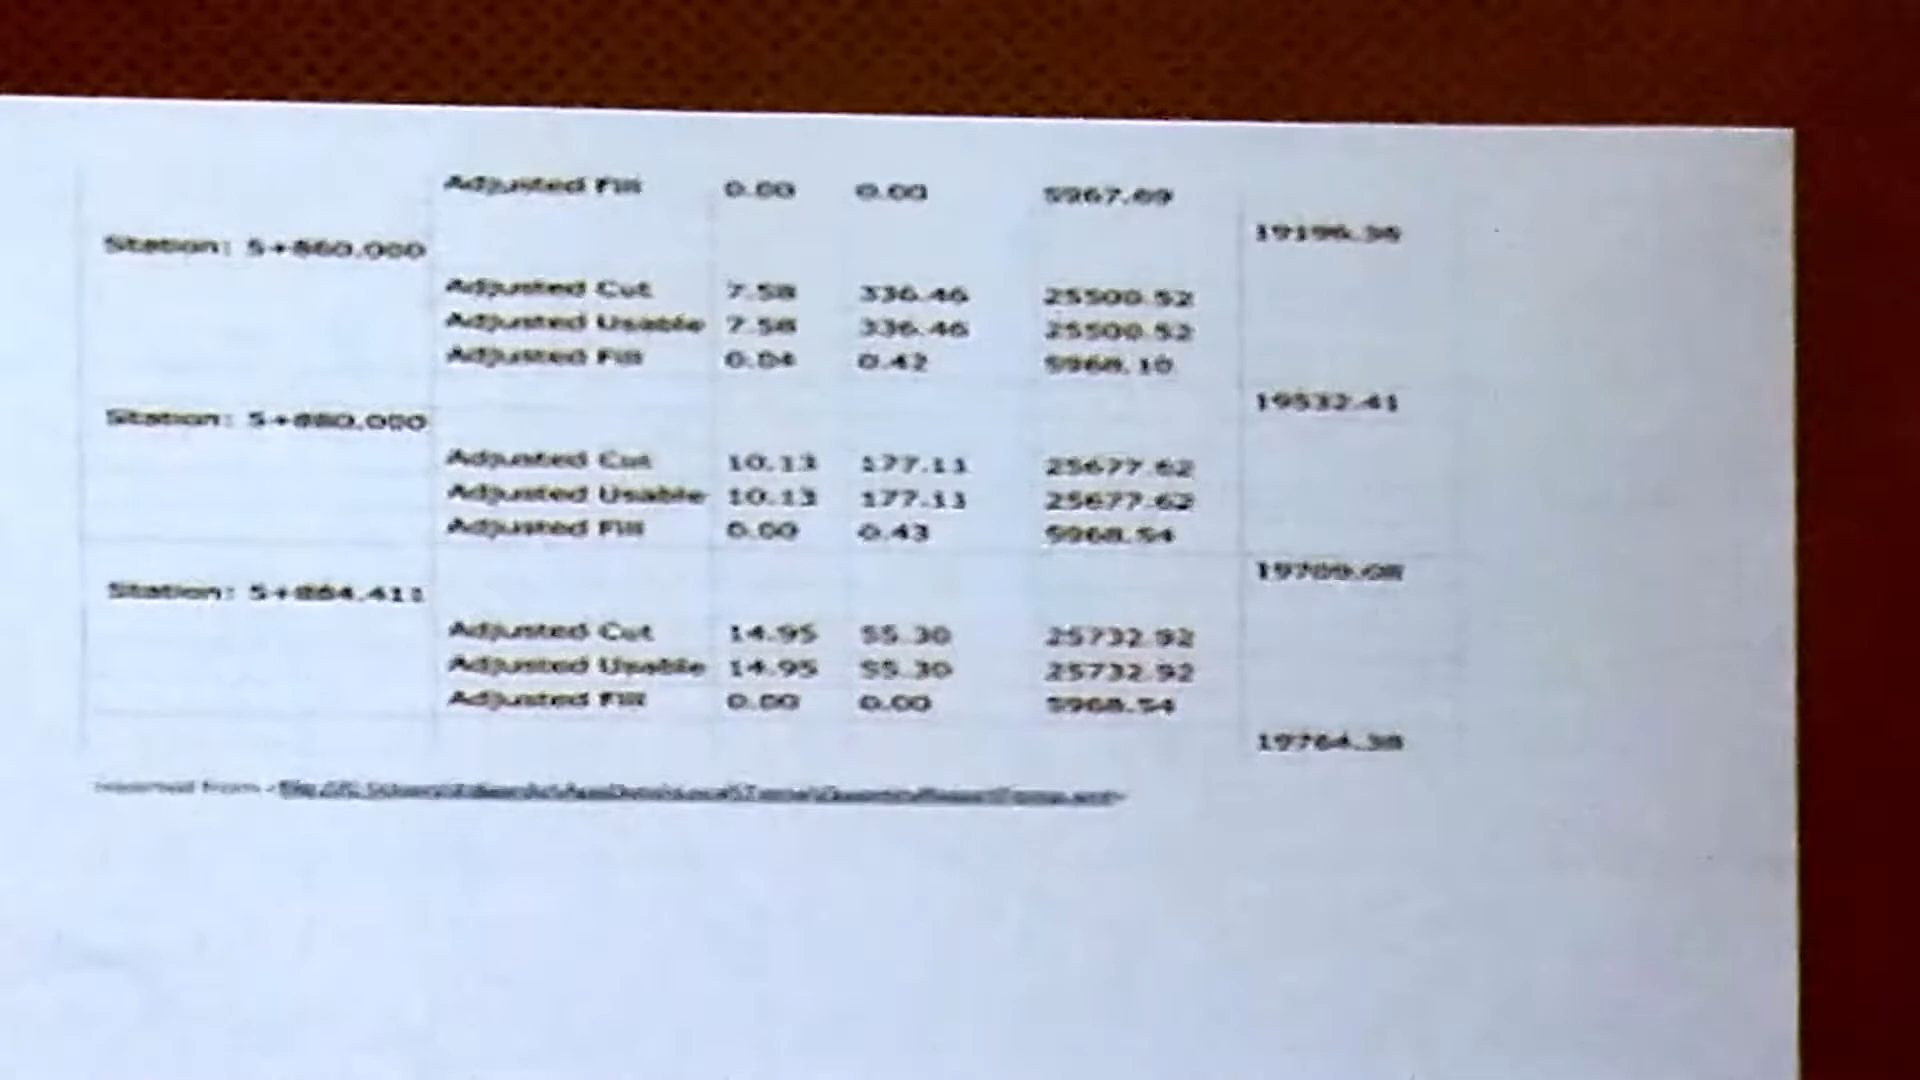 Adjusted Fill 0.00 0.00 5967.69
19196.36
Station: 5+860.000
Adjusted Cut 7.58 336.46 25500.52
Adjusted Usable 7.58 336.46 25500.52
Adjusted Fill 0.04 0.42 5968.10
19532.41
Station: 5+880.000
Adjusted Cut 10.13 177.11 25677.62
Adjusted Usable 10.13 177.11 25677.62
Adjusted Fill 0.00 0.43 5968.54
19709.08
Station: 5+884.411
Adjusted Cut 14.95 55.30 25732.92
Adjusted Usable 14.95 55.30 25732.92
Adjusted Fill 0.00 0.00 5968.54
19764.38
from